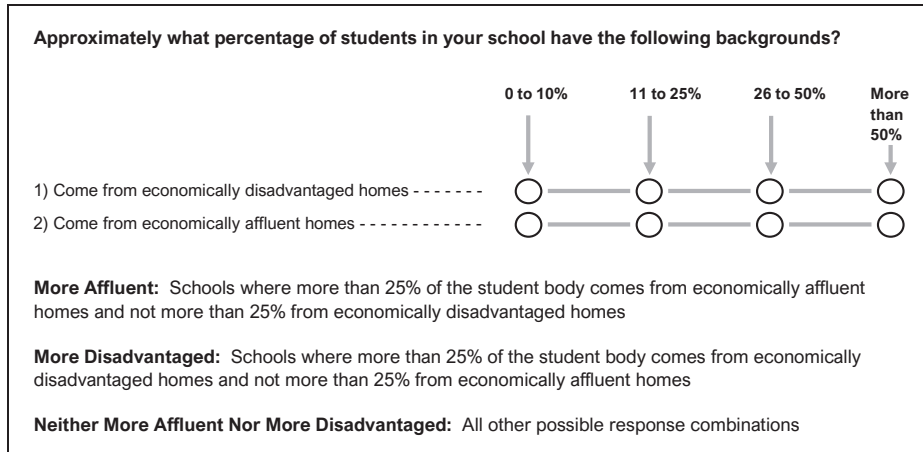 Approximately what percentage of students in your school have the following backgrounds?
0 to 10% 11 to 25% 26 to 50% More
than
50%
1) Come from economically disadvantaged homes - - - - - - -
2) Come from economically affluent homes - - - - - - - - - - - -
More Affluent: Schools where more than 25% of the student body comes from economically affluent
homes and not more than 25% from economically disadvantaged homes
More Disadvantaged: Schools where more than 25% of the student body comes from economically
disadvantaged homes and not more than 25% from economically affluent homes
Neither More Affluent Nor More Disadvantaged: All other possible response combinations